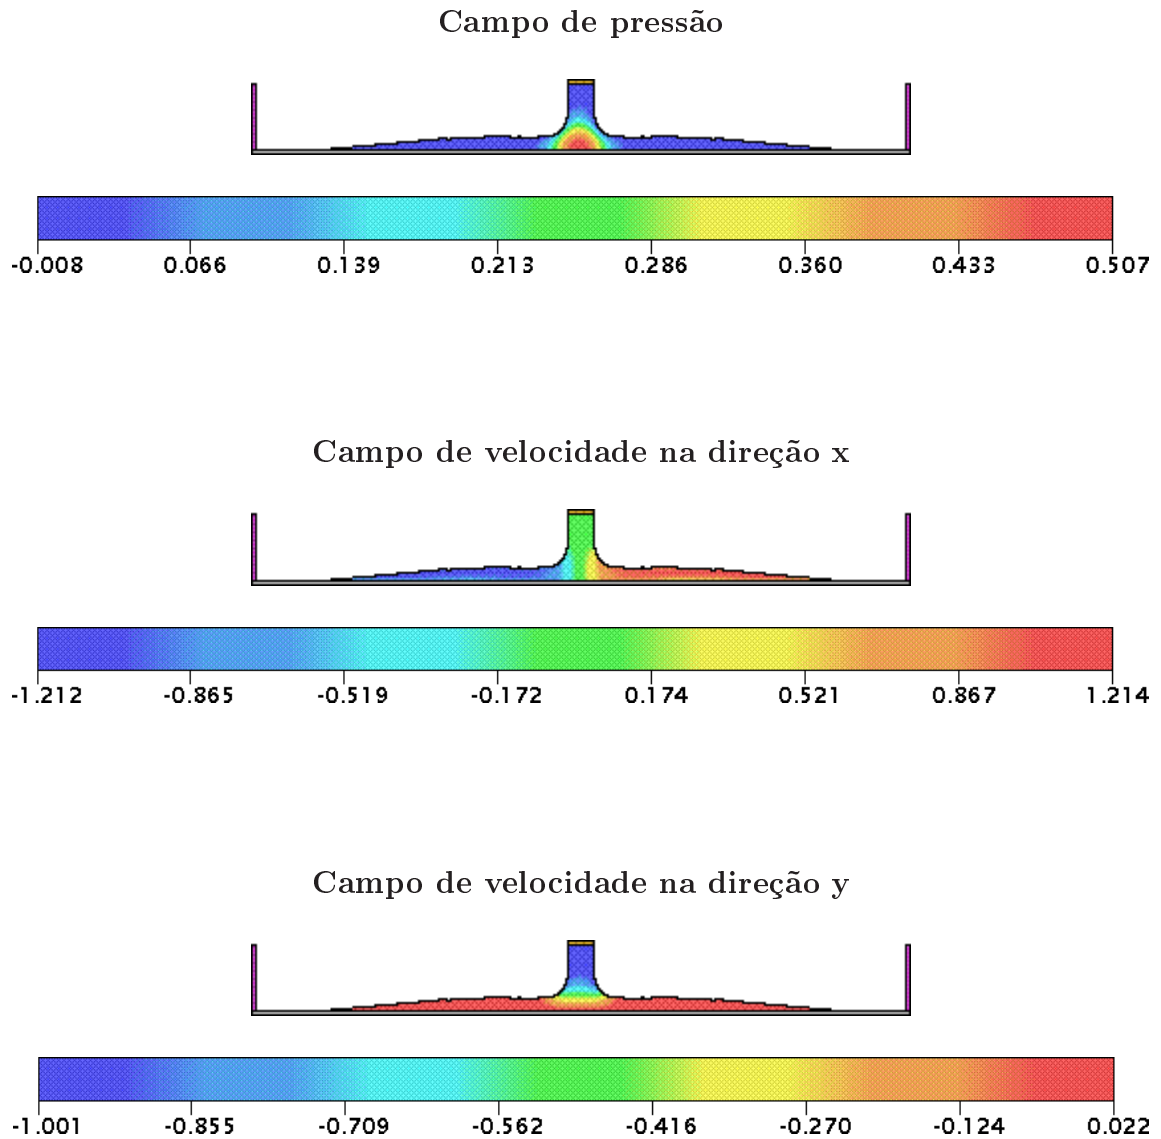 Campo de pressão
-0.008 0.066 0.139 0.213 0.286 0.360 0.433 0.507
Campo de velocidade na direção x
-1.212 -0.865 -0.519 -0.172 0.174 0.521 0.867 1.214
Campo de velocidade na direção y
-1.001 -0.855 -0.709 -0.562 -0.416 -0.270 -0.124 0.022